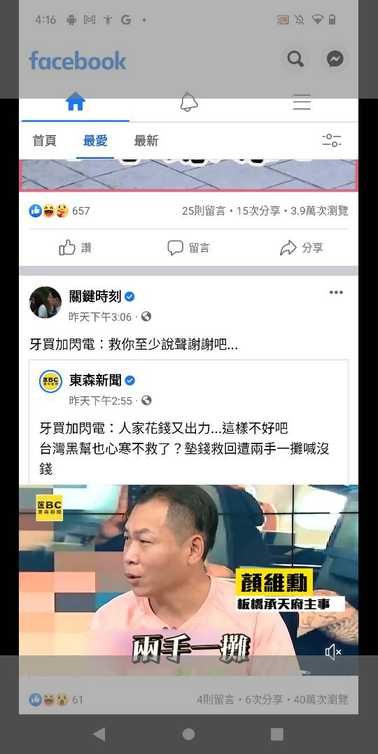 4:16
facebook
首頁
最愛
最新
657
25則留言・15次分享・3.9萬次瀏覽
讚
留言
分享
關鍵時刻
昨天下午3:06
牙買加閃電：救你至少說聲謝謝吧...
EBC
東森新聞
昨天下午2:55
牙買加閃電：人家花錢又出力...這樣不好吧
台灣黑幫也心寒不救了？墊錢救回遭兩手一攤喊沒
錢
EBC
東森新聞
顏維勳
板橋承天府主事
兩手一攤
61
4則留言・6次分享・40萬次瀏覽